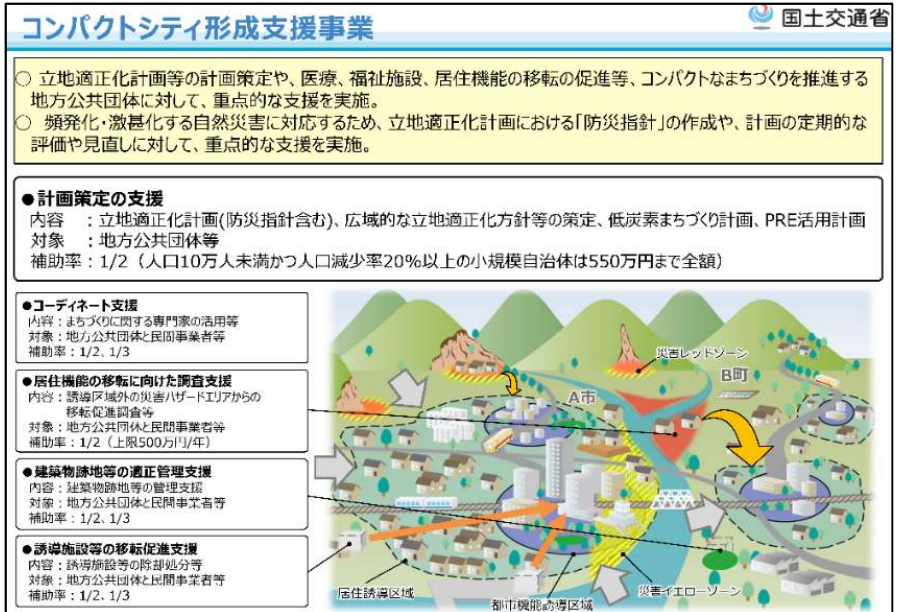 コンパクトシティ形成支援事業
国土交通省
○ 立地適正化計画等の計画策定や、医療、福祉施設、居住機能の移転の促進等、コンパクトなまちづくりを推進する
地方公共団体に対して、重点的な支援を実施。
○ 頻発化・激甚化する自然災害に対応するため、立地適正化計画における「防災指針」の作成や、計画の定期的な
評価や見直しに対して、重点的な支援を実施。
●計画策定の支援
内容 ：立地適正化計画(防災指針含む)、広域的な立地適正化方針等の策定、低炭素まちづくり計画、PRE活用計画
対象 ：地方公共団体等
補助率：1/2（人口10万人未満かつ人口減少率20%以上の小規模自治体は550万円まで全額）
●コーディネート支援
内容：まちづくりに関する専門家の活用等
対象：地方公共団体と民間事業者等
補助率：1/2、1/3
●居住機能の移転に向けた調査支援
内容：誘導区域外の災害ハザードエリアからの
移転促進調査等
対象：地方公共団体と民間事業者等
補助率：1/2（上限500万円/年）
●建築物跡地等の適正管理支援
内容：建築物跡地等の管理支援
対象：地方公共団体と民間事業者等
補助率：1/2、1/3
●誘導施設等の移転促進支援
内容：誘導施設等の除却処分等
対象：地方公共団体と民間事業者等
補助率：1/2、1/3
災害レッドゾーン
A市
B町
居住誘導区域
都市機能誘導区域
災害イエローゾーン